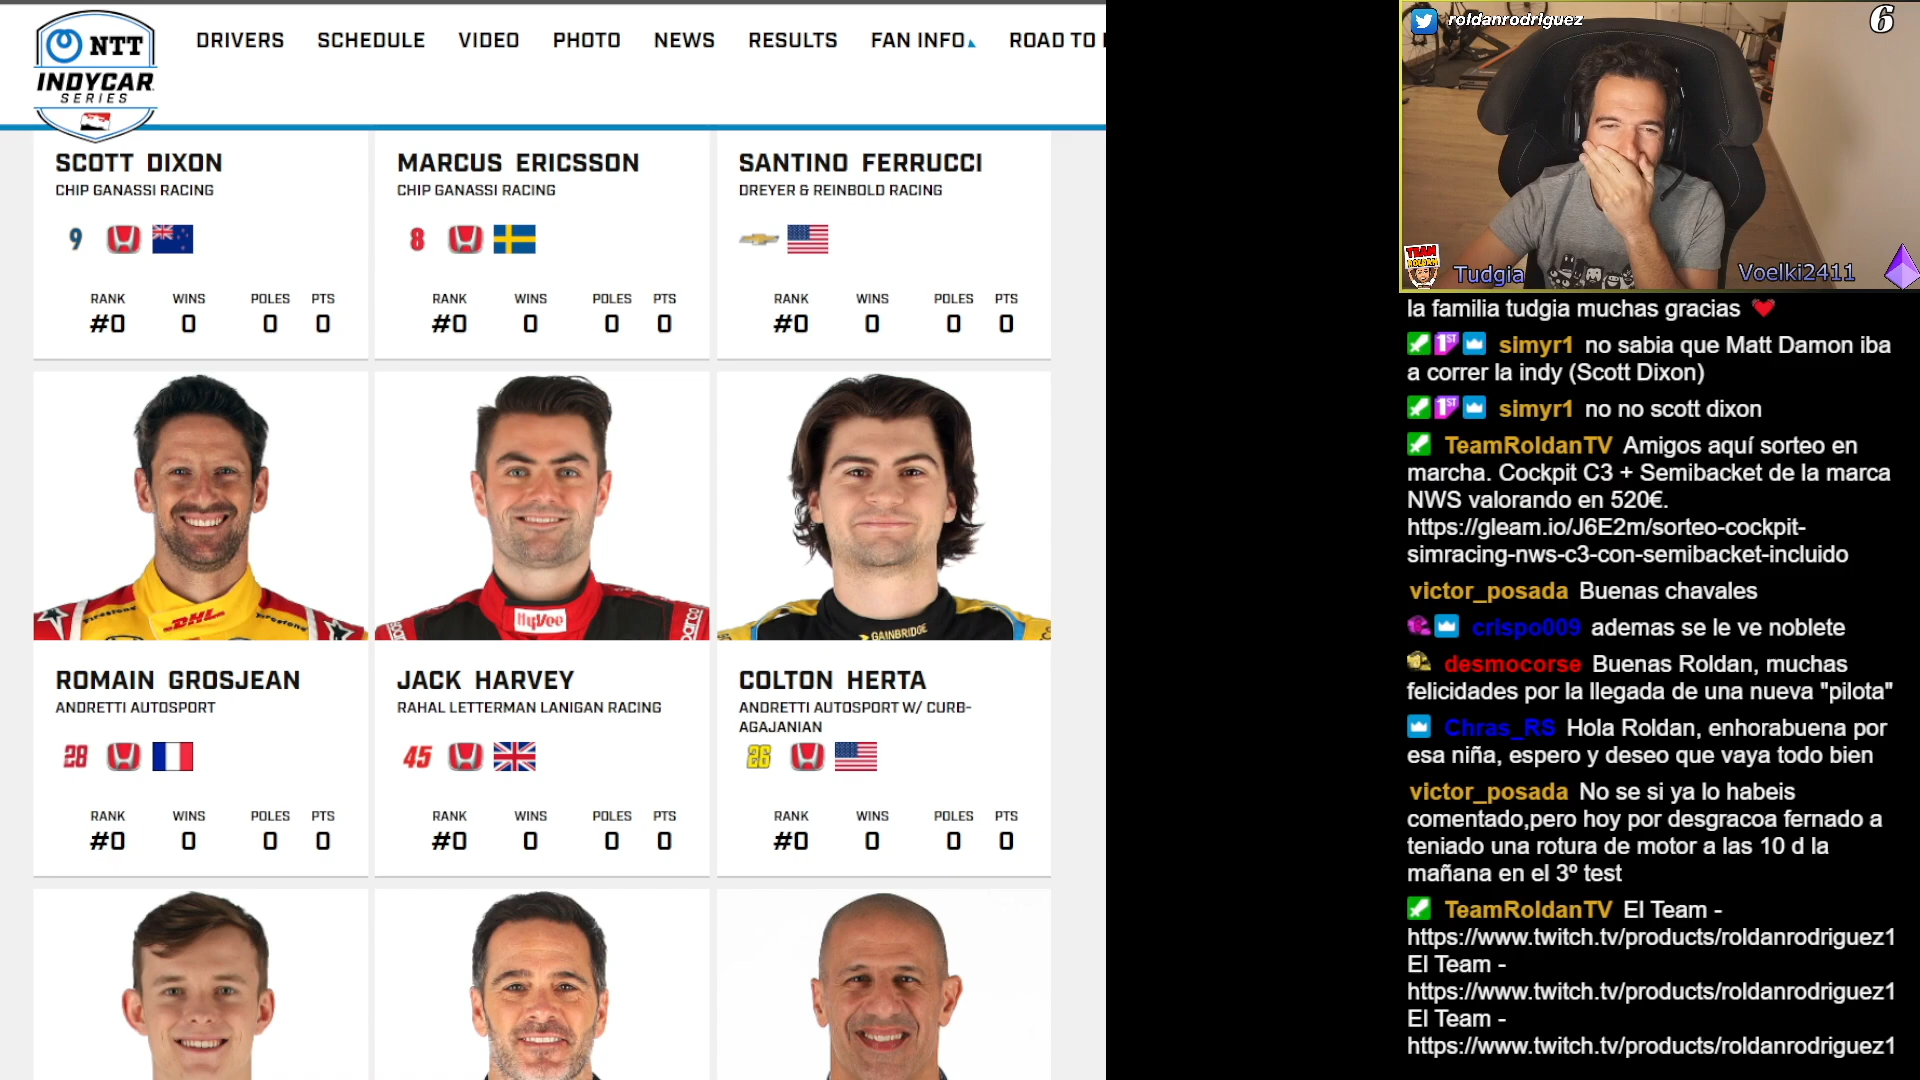 NTT
INDYCAR
SERIES
DRIVERS SCHEDULE VIDEO PHOTO NEWS RESULTS FAN INFO ROAD TO
SCOTT DIXON
CHIP GANASSI RACING
9
RANK WINS POLES PTS
#0 0 0 0
MARCUS ERICSSON
CHIP GANASSI RACING
8
RANK WINS POLES PTS
#0 0 0 0
SANTINO FERRUCCI
DREYER & REINBOLD RACING
RANK WINS POLES PTS
#0 0 0 0
Firestone DHL Firestone
ROMAIN GROSJEAN
ANDRETTI AUTOSPORT
28
RANK WINS POLES PTS
#0 0 0 0
sparco HyVee sparco
JACK HARVEY
RAHAL LETTERMAN LANIGAN RACING
45
RANK WINS POLES PTS
#0 0 0 0
GAINBRIDGE
COLTON HERTA
ANDRETTI AUTOSPORT W/ CURB-
AGAJANIAN
26
RANK WINS POLES PTS
#0 0 0 0
roldanrodriguez
6
TEAM
ROLDAN
Tudgia
Voelki2411
la familia tudgia muchas gracias
1ST simyr1 no sabia que Matt Damon iba
a correr la indy (Scott Dixon)
1ST simyr1 no no scott dixon
TeamRoldanTV Amigos aquí sorteo en
marcha. Cockpit C3 + Semibacket de la marca
NWS valorando en 520€.
https://gleam.io/J6E2m/sorteo-cockpit-
simracing-nws-c3-con-semibacket-incluido
victor_posada Buenas chavales
crispo009 ademas se le ve noblete
desmocorse Buenas Roldan, muchas
felicidades por la llegada de una nueva "pilota"
Chras_RS Hola Roldan, enhorabuena por
esa niña, espero y deseo que vaya todo bien
victor_posada No se si ya lo habeis
comentado,pero hoy por desgracoa fernado a
teniado una rotura de motor a las 10 d la
mañana en el 3º test
TeamRoldanTV El Team -
https://www.twitch.tv/products/roldanrodriguez1
El Team -
https://www.twitch.tv/products/roldanrodriguez1
El Team -
https://www.twitch.tv/products/roldanrodriguez1